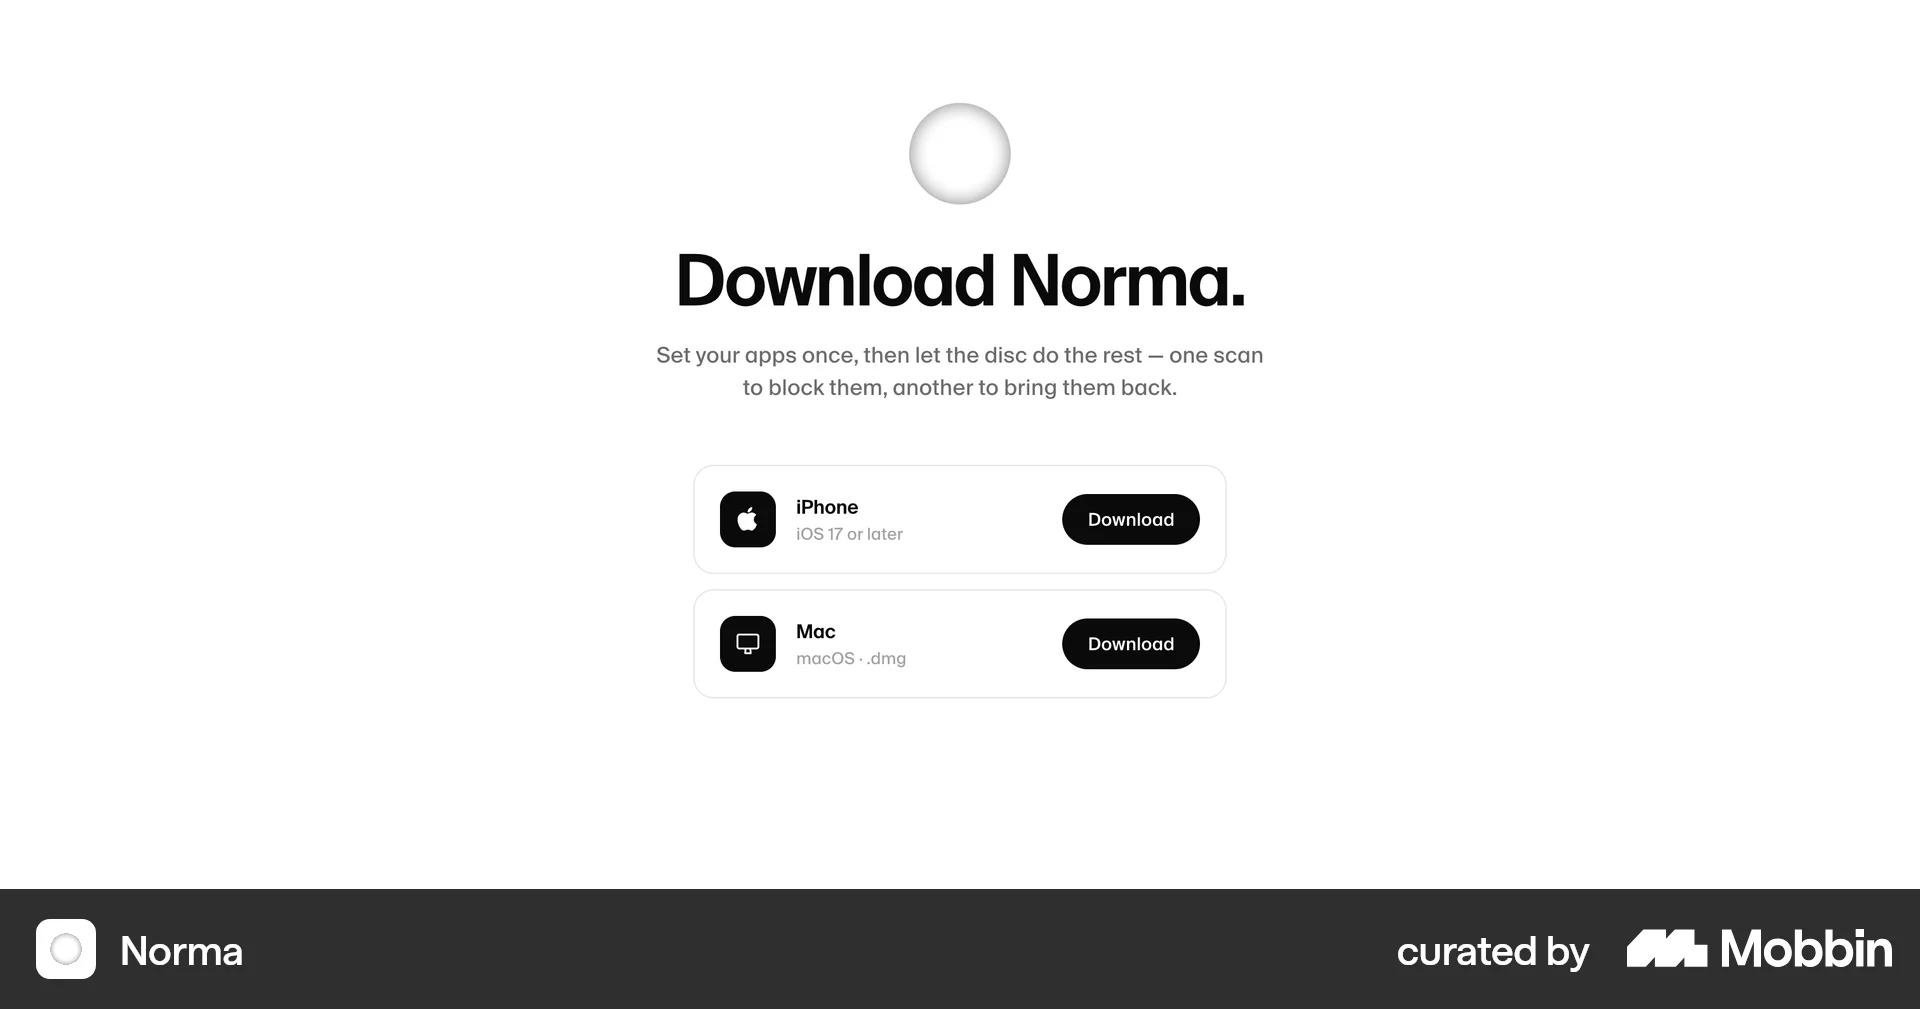 Download Norma.
Set your apps once, then let the disc do the rest — one scan
to block them, another to bring them back.
iPhone
iOS 17 or later
Download
Mac
macOS · .dmg
Download
Norma
curated by Mobbin